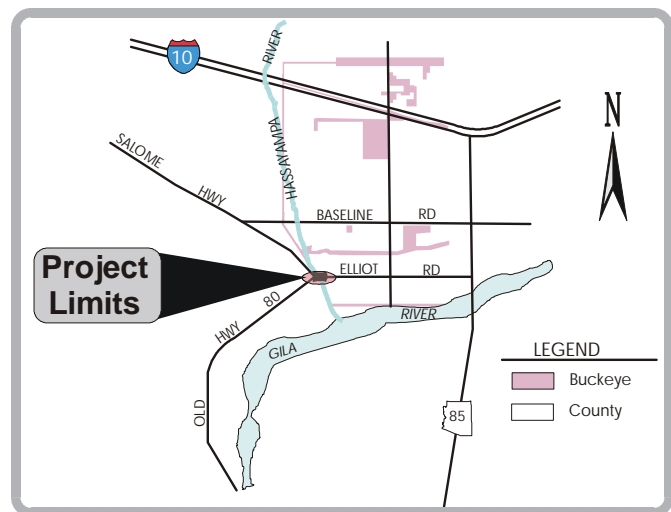 10
RIVER
HASSAYAMPA
N
SALOME
HWY
BASELINE RD
Project
Limits
ELLIOT RD
80
HWY
OLD
GILA
RIVER
LEGEND
Buckeye
County
85